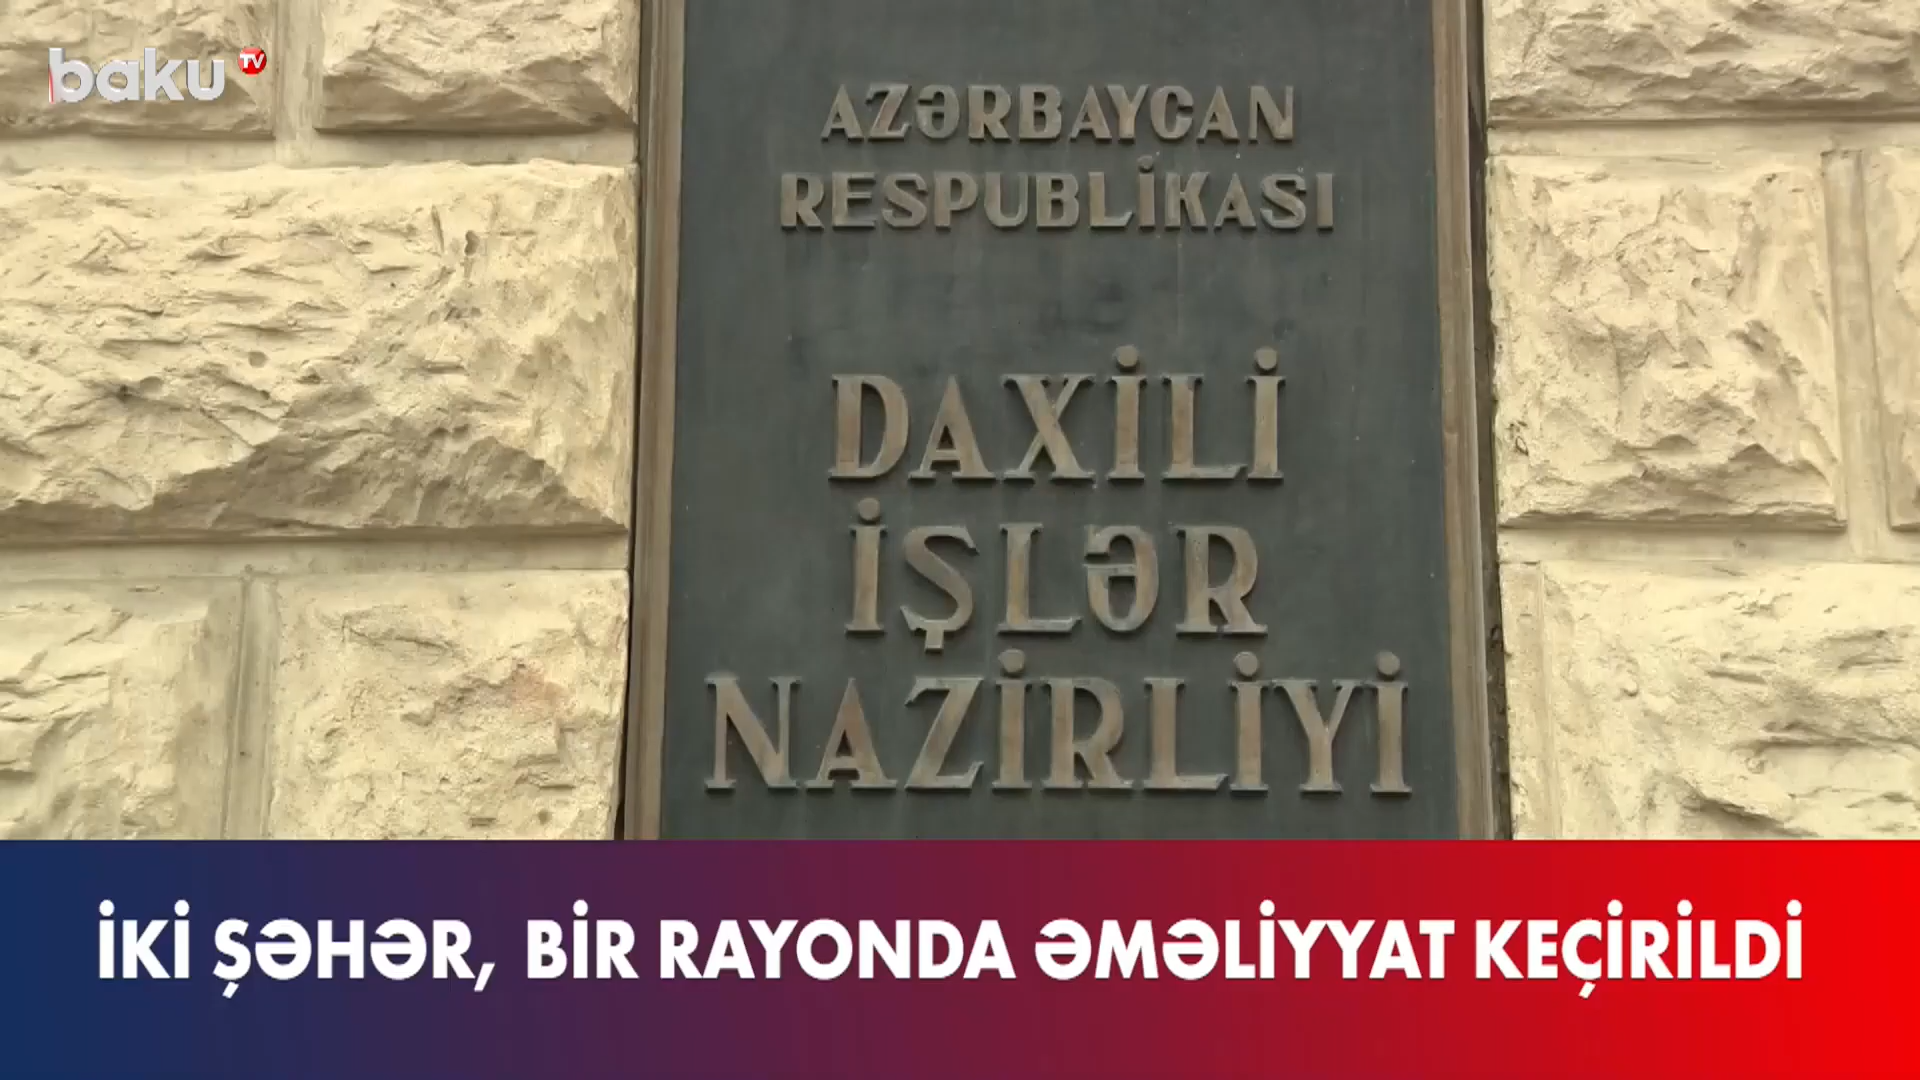 baku TV
AZƏRBAYCAN
RESPUBLİKASI
DAXİLİ
İŞLƏR
NAZİRLİYİ
İKİ ŞƏHƏR, BİR RAYONDA ƏMƏLİYYAT KEÇİRİLDİ